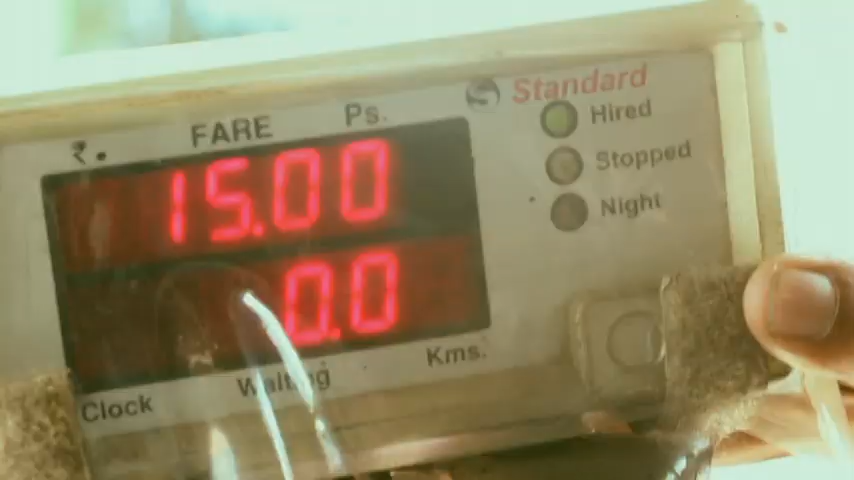 Standard
₹. FARE Ps.
Hired
15.00
Stopped
Night
0.0
Clock Waiting Kms.